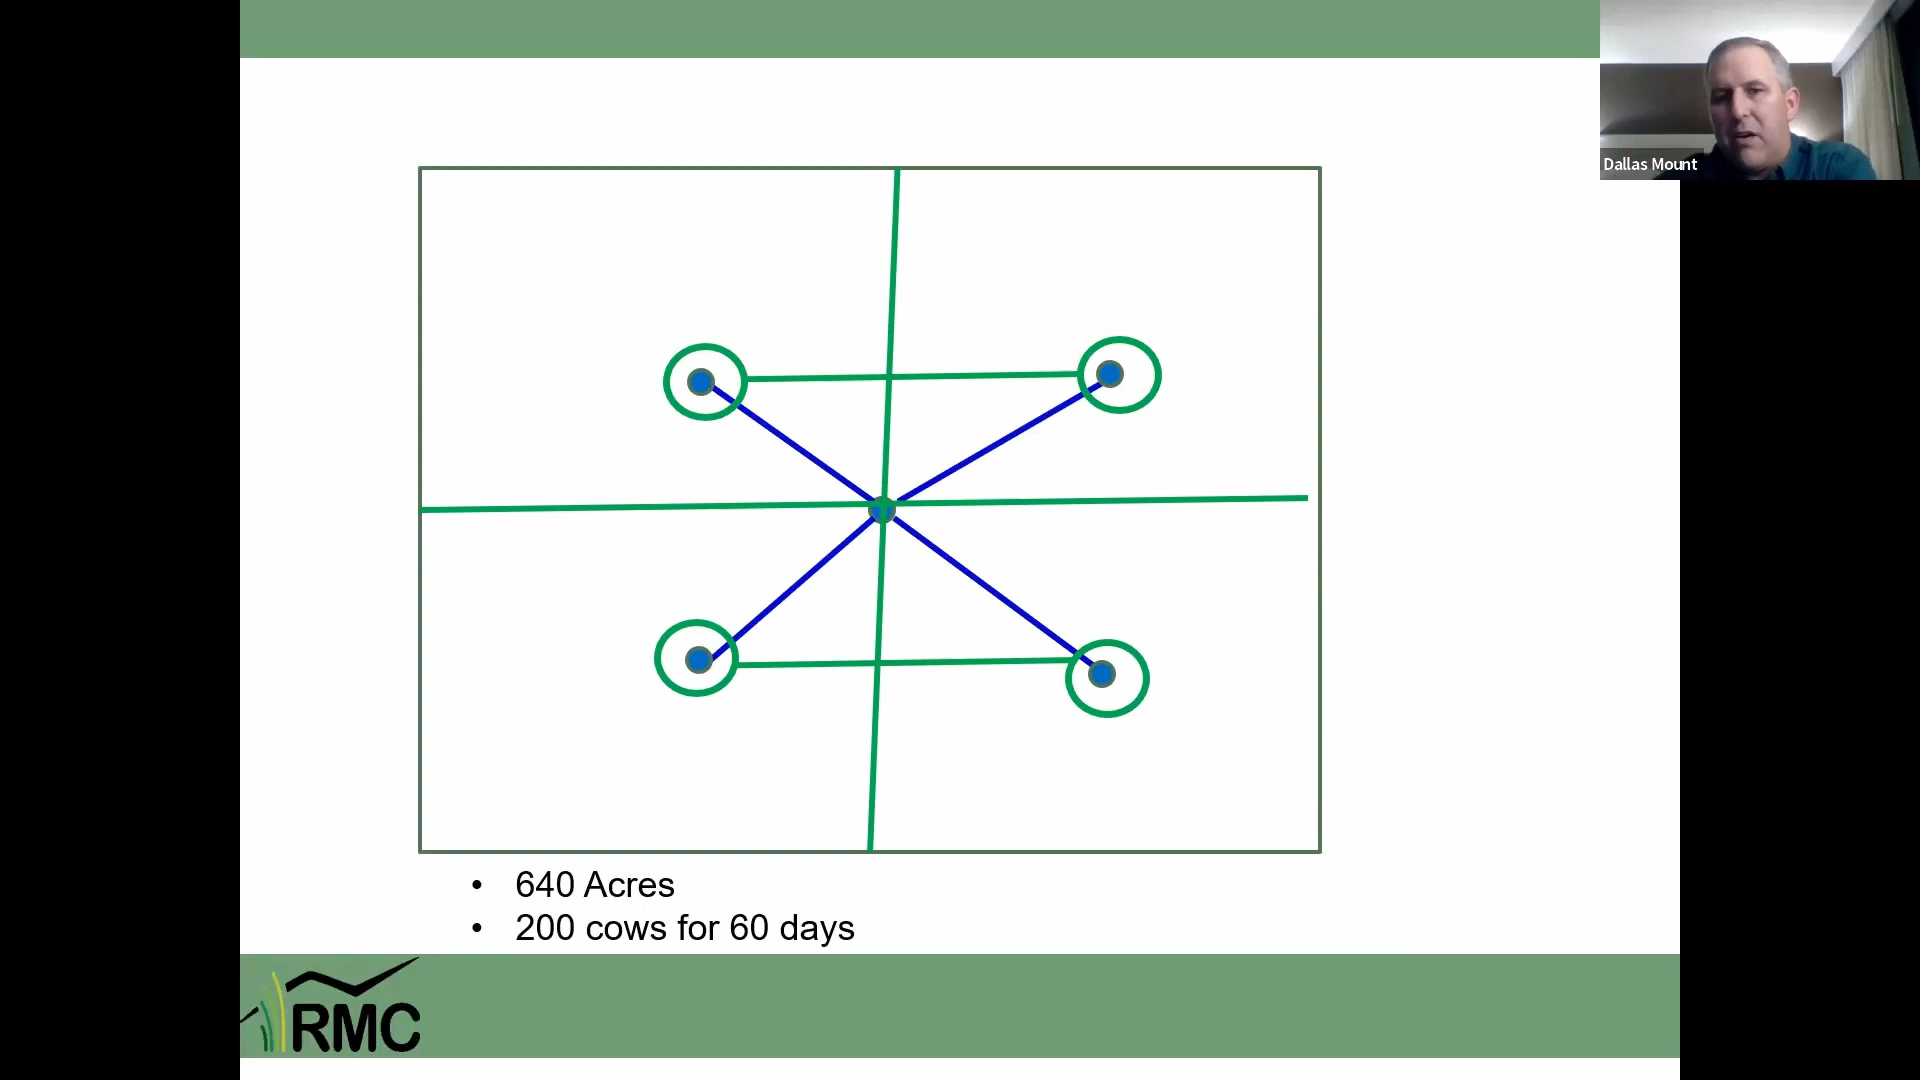 Dallas Mount
• 640 Acres
• 200 cows for 60 days
RMC